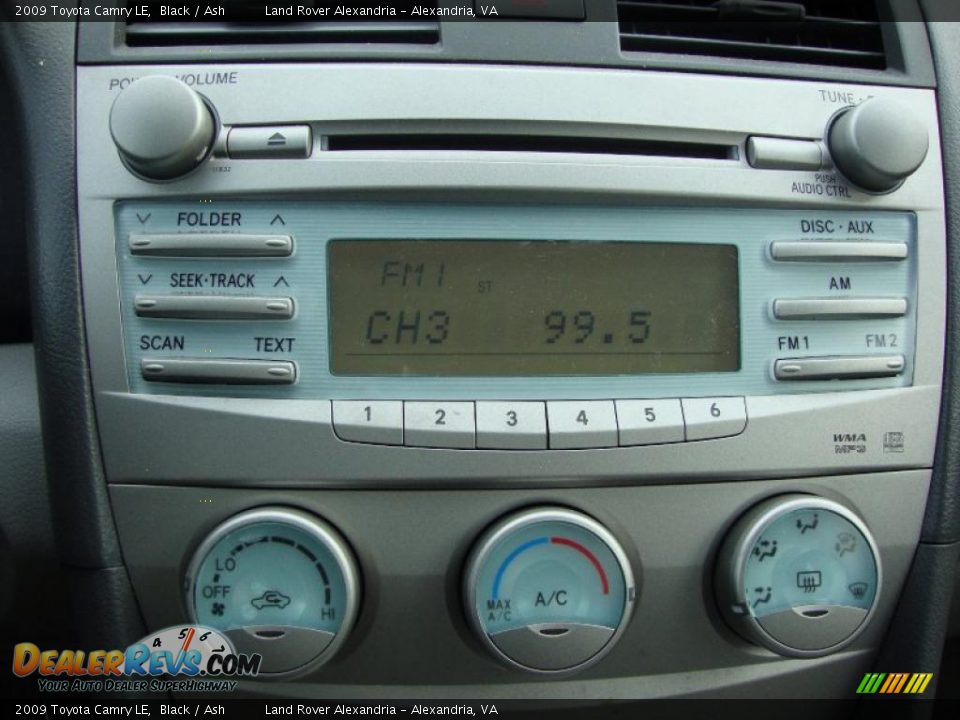 2009 Toyota Camry LE, Black / Ash Land Rover Alexandria - Alexandria, VA
VOLUME
TUNE
PUSH
AUDIO CTRL
FOLDER
DISC · AUX
SEEK·TRACK
AM
SCAN TEXT
FM1 FM2
FM1 ST
CH3 99.5
1 2 3 4 5 6
WMA
MP3
LO
OFF
HI
MAX
A/C
A/C
4 5 6
DEALERREVS.COM
YOUR AUTO DEALER SUPERHIGHWAY
2009 Toyota Camry LE, Black / Ash Land Rover Alexandria - Alexandria, VA